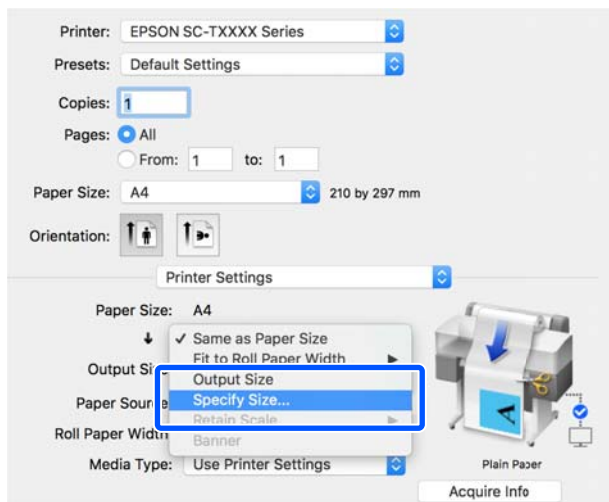 Printer: EPSON SC-TXXXX Series
Presets: Default Settings
Copies: 1
Pages: All
From: 1 to: 1
Paper Size: A4 210 by 297 mm
Orientation:
Printer Settings
Paper Size: A4
✓ Same as Paper Size
Fit to Roll Paper Width
Output Size
Specify Size...
Retain Scale
Banner
Output
Paper Source
Roll Paper Width
Media Type: Use Printer Settings
A
Plain Paper
Acquire Info